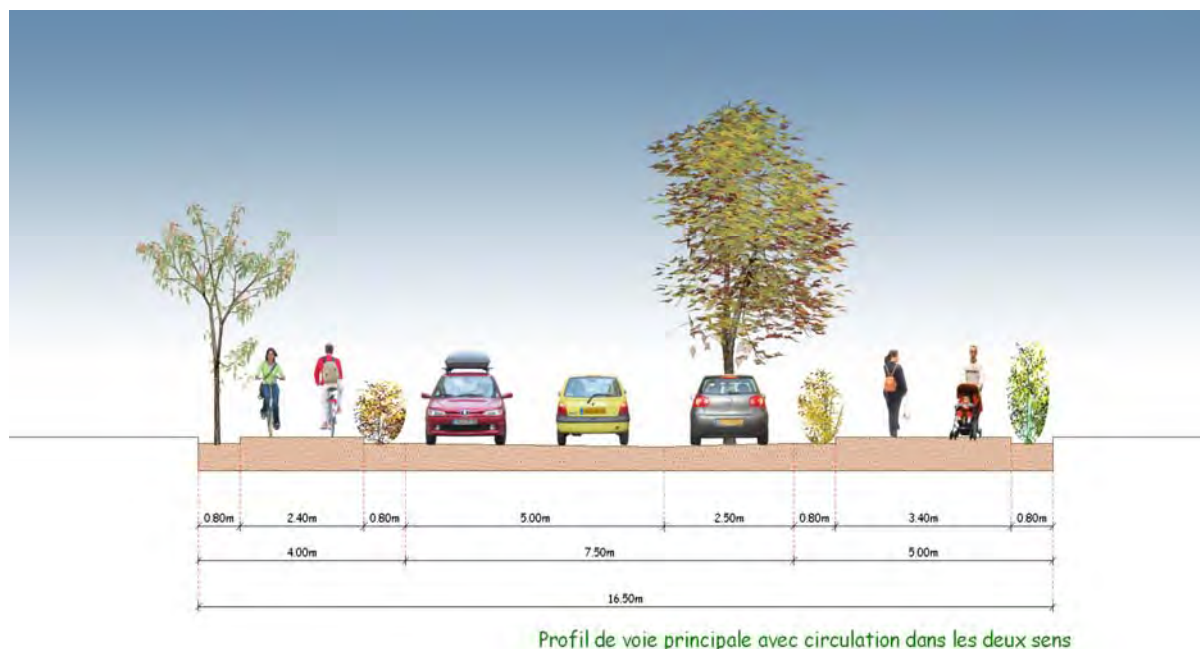 0.80m 2.40m 0.80m 5.00m 2.50m 0.80m 3.40m 0.80m
4.00m 7.50m 5.00m
16.50m
Profil de voie principale avec circulation dans les deux sens